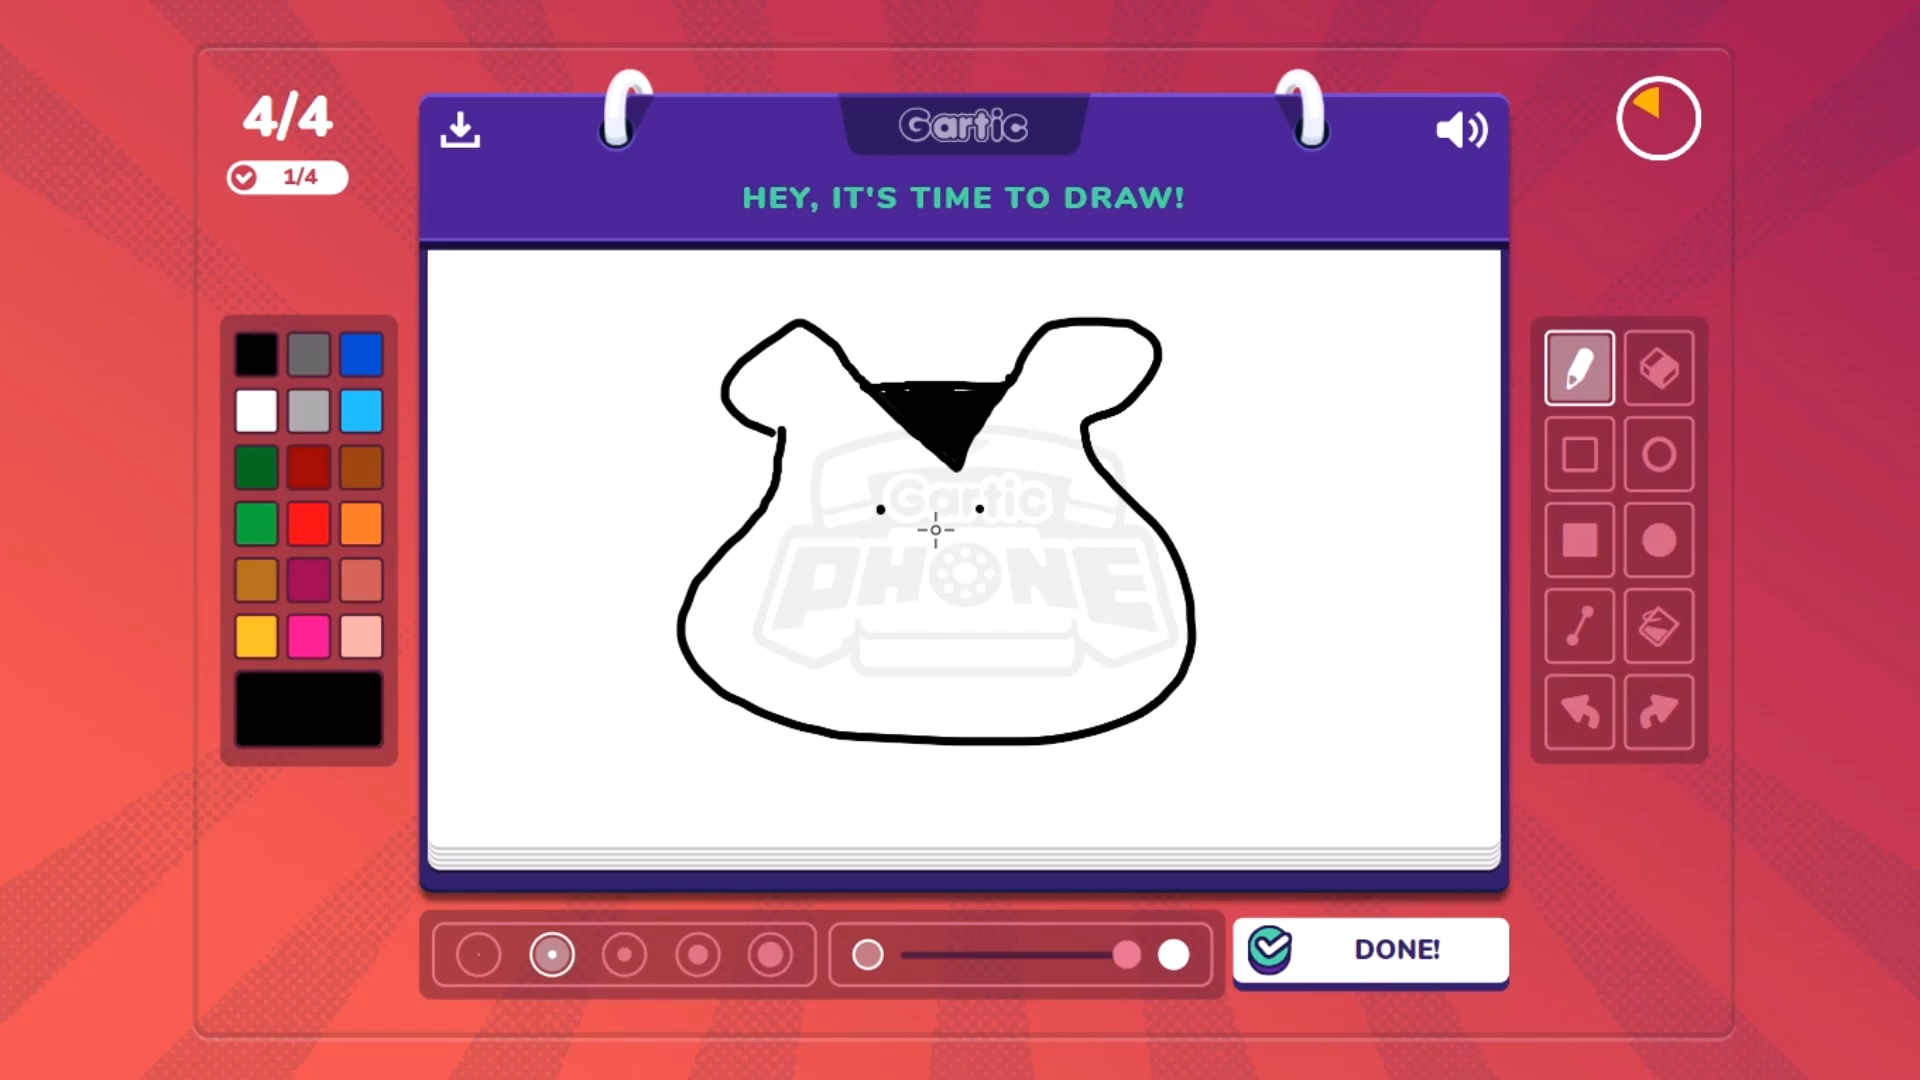 4/4
1/4
Gartic
HEY, IT'S TIME TO DRAW!
Gartic
PHONE
DONE!